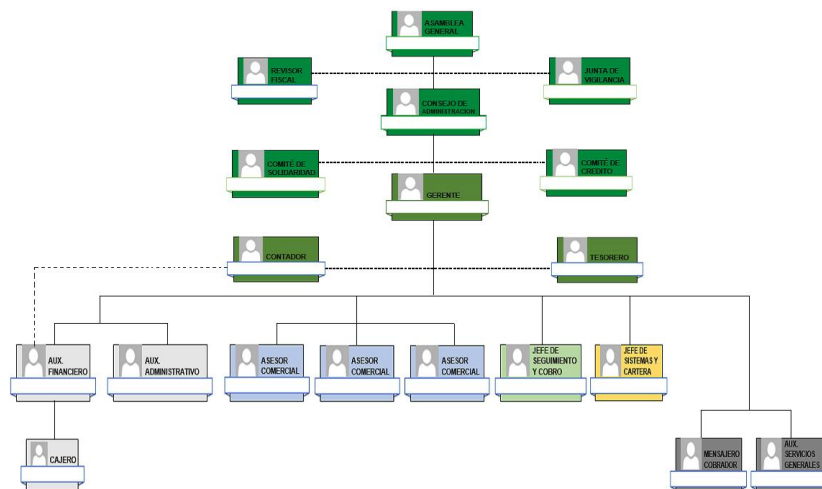 ASAMBLEA
GENERAL
REVISOR
FISCAL
JUNTA DE
VIGILANCIA
CONSEJO DE
ADMINISTRACION
COMITÉ DE
SOLIDARIDAD
COMITÉ DE
CREDITO
GERENTE
CONTADOR
TESORERO
AUX.
FINANCIERO
AUX.
ADMINISTRATIVO
ASESOR
COMERCIAL
ASESOR
COMERCIAL
ASESOR
COMERCIAL
JEFE DE
SEGUIMIENTO
Y COBRO
JEFE DE
SISTEMAS Y
CARTERA
CAJERO
MENSAJERO
COBRADOR
AUX.
SERVICIOS
GENERALES